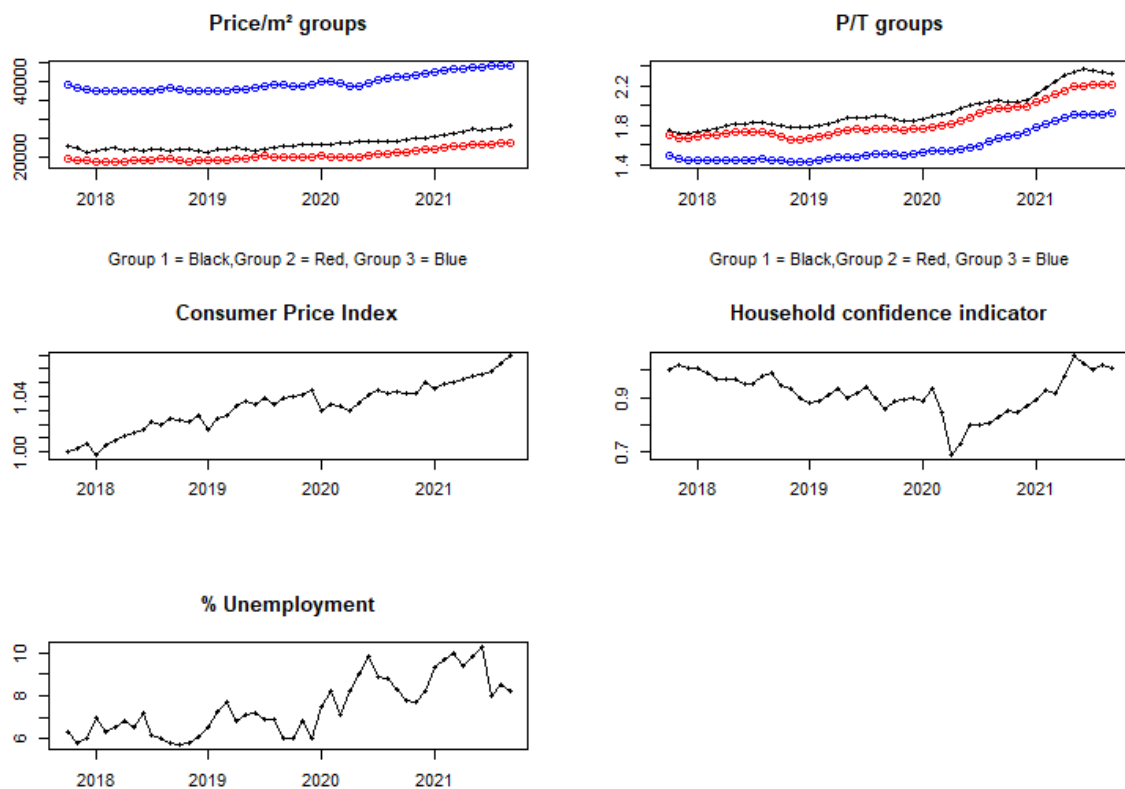 Price/m² groups
40000
20000
2018 2019 2020 2021
Group 1 = Black,Group 2 = Red, Group 3 = Blue
P/T groups
2.2
1.8
1.4
2018 2019 2020 2021
Group 1 = Black,Group 2 = Red, Group 3 = Blue
Consumer Price Index
1.04
1.00
2018 2019 2020 2021
Household confidence indicator
0.9
0.7
2018 2019 2020 2021
% Unemployment
10
8
6
2018 2019 2020 2021